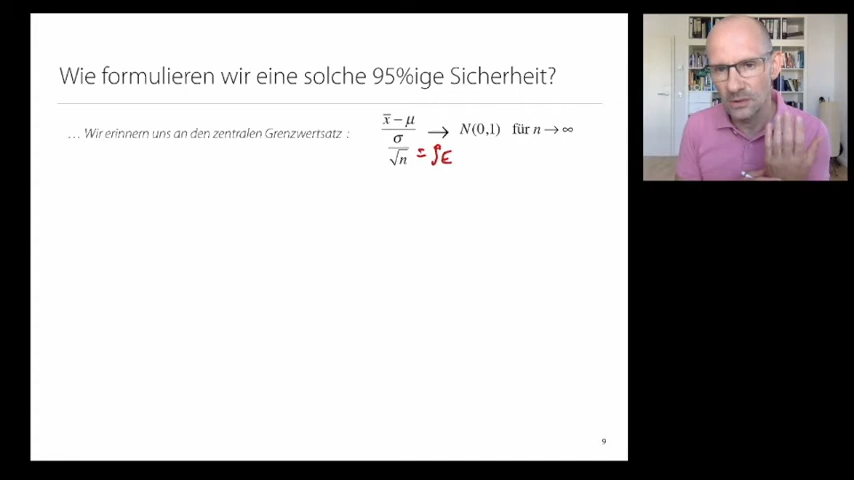 Wie formulieren wir eine solche 95%ige Sicherheit?
... Wir erinnern uns an den zentralen Grenzwertsatz :
x̄ − μ
σ
√n
→ N(0,1) für n → ∞
9